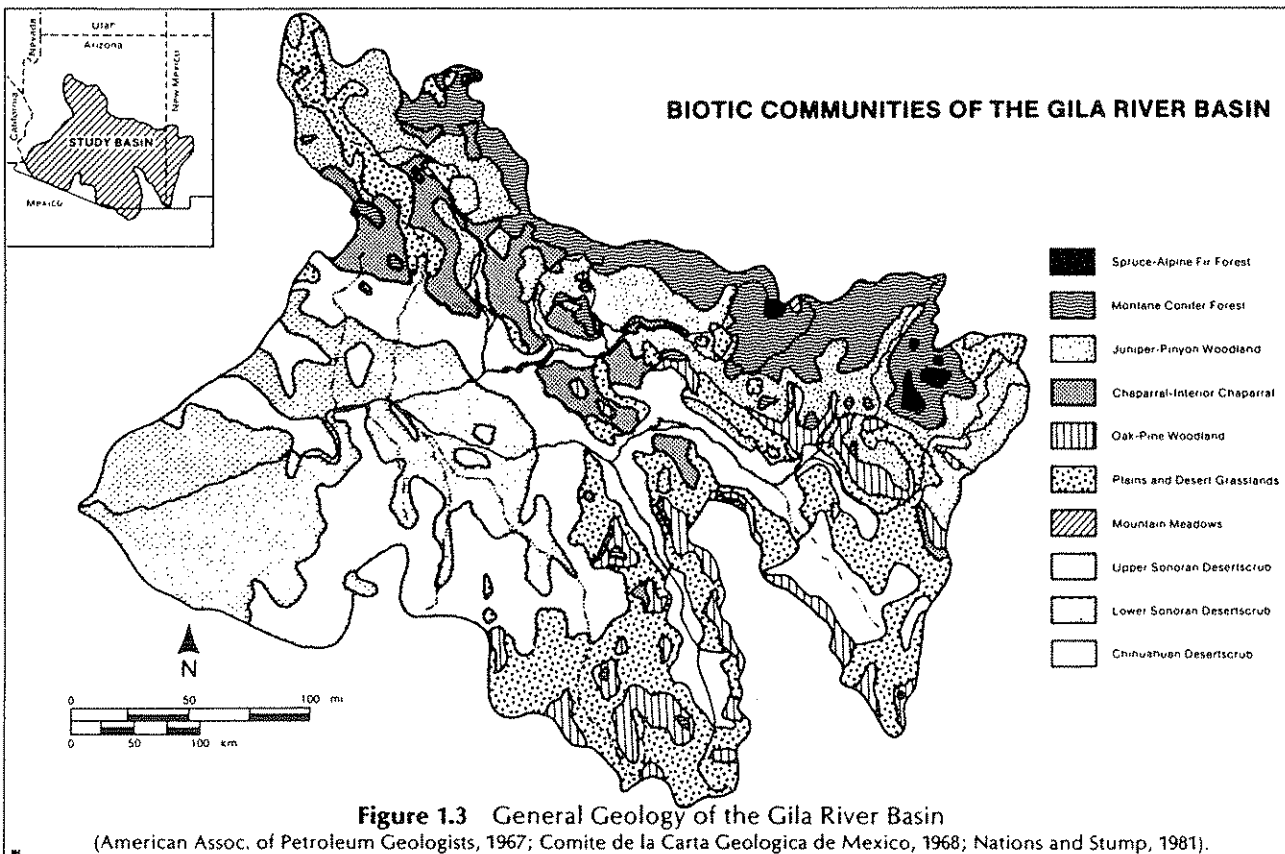 Nevada
Utah
Arizona
California
New Mexico
STUDY BASIN
Mexico
BIOTIC COMMUNITIES OF THE GILA RIVER BASIN
Spruce-Alpine Fir Forest
Montane Conifer Forest
Juniper-Pinyon Woodland
Chaparral-Interior Chaparral
Oak-Pine Woodland
Plains and Desert Grasslands
Mountain Meadows
Upper Sonoran Desertscrub
Lower Sonoran Desertscrub
Chihuahuan Desertscrub
N
0 50 100 mi
0 50 100 km
Figure 1.3 General Geology of the Gila River Basin
(American Assoc. of Petroleum Geologists, 1967; Comite de la Carta Geologica de Mexico, 1968; Nations and Stump, 1981).